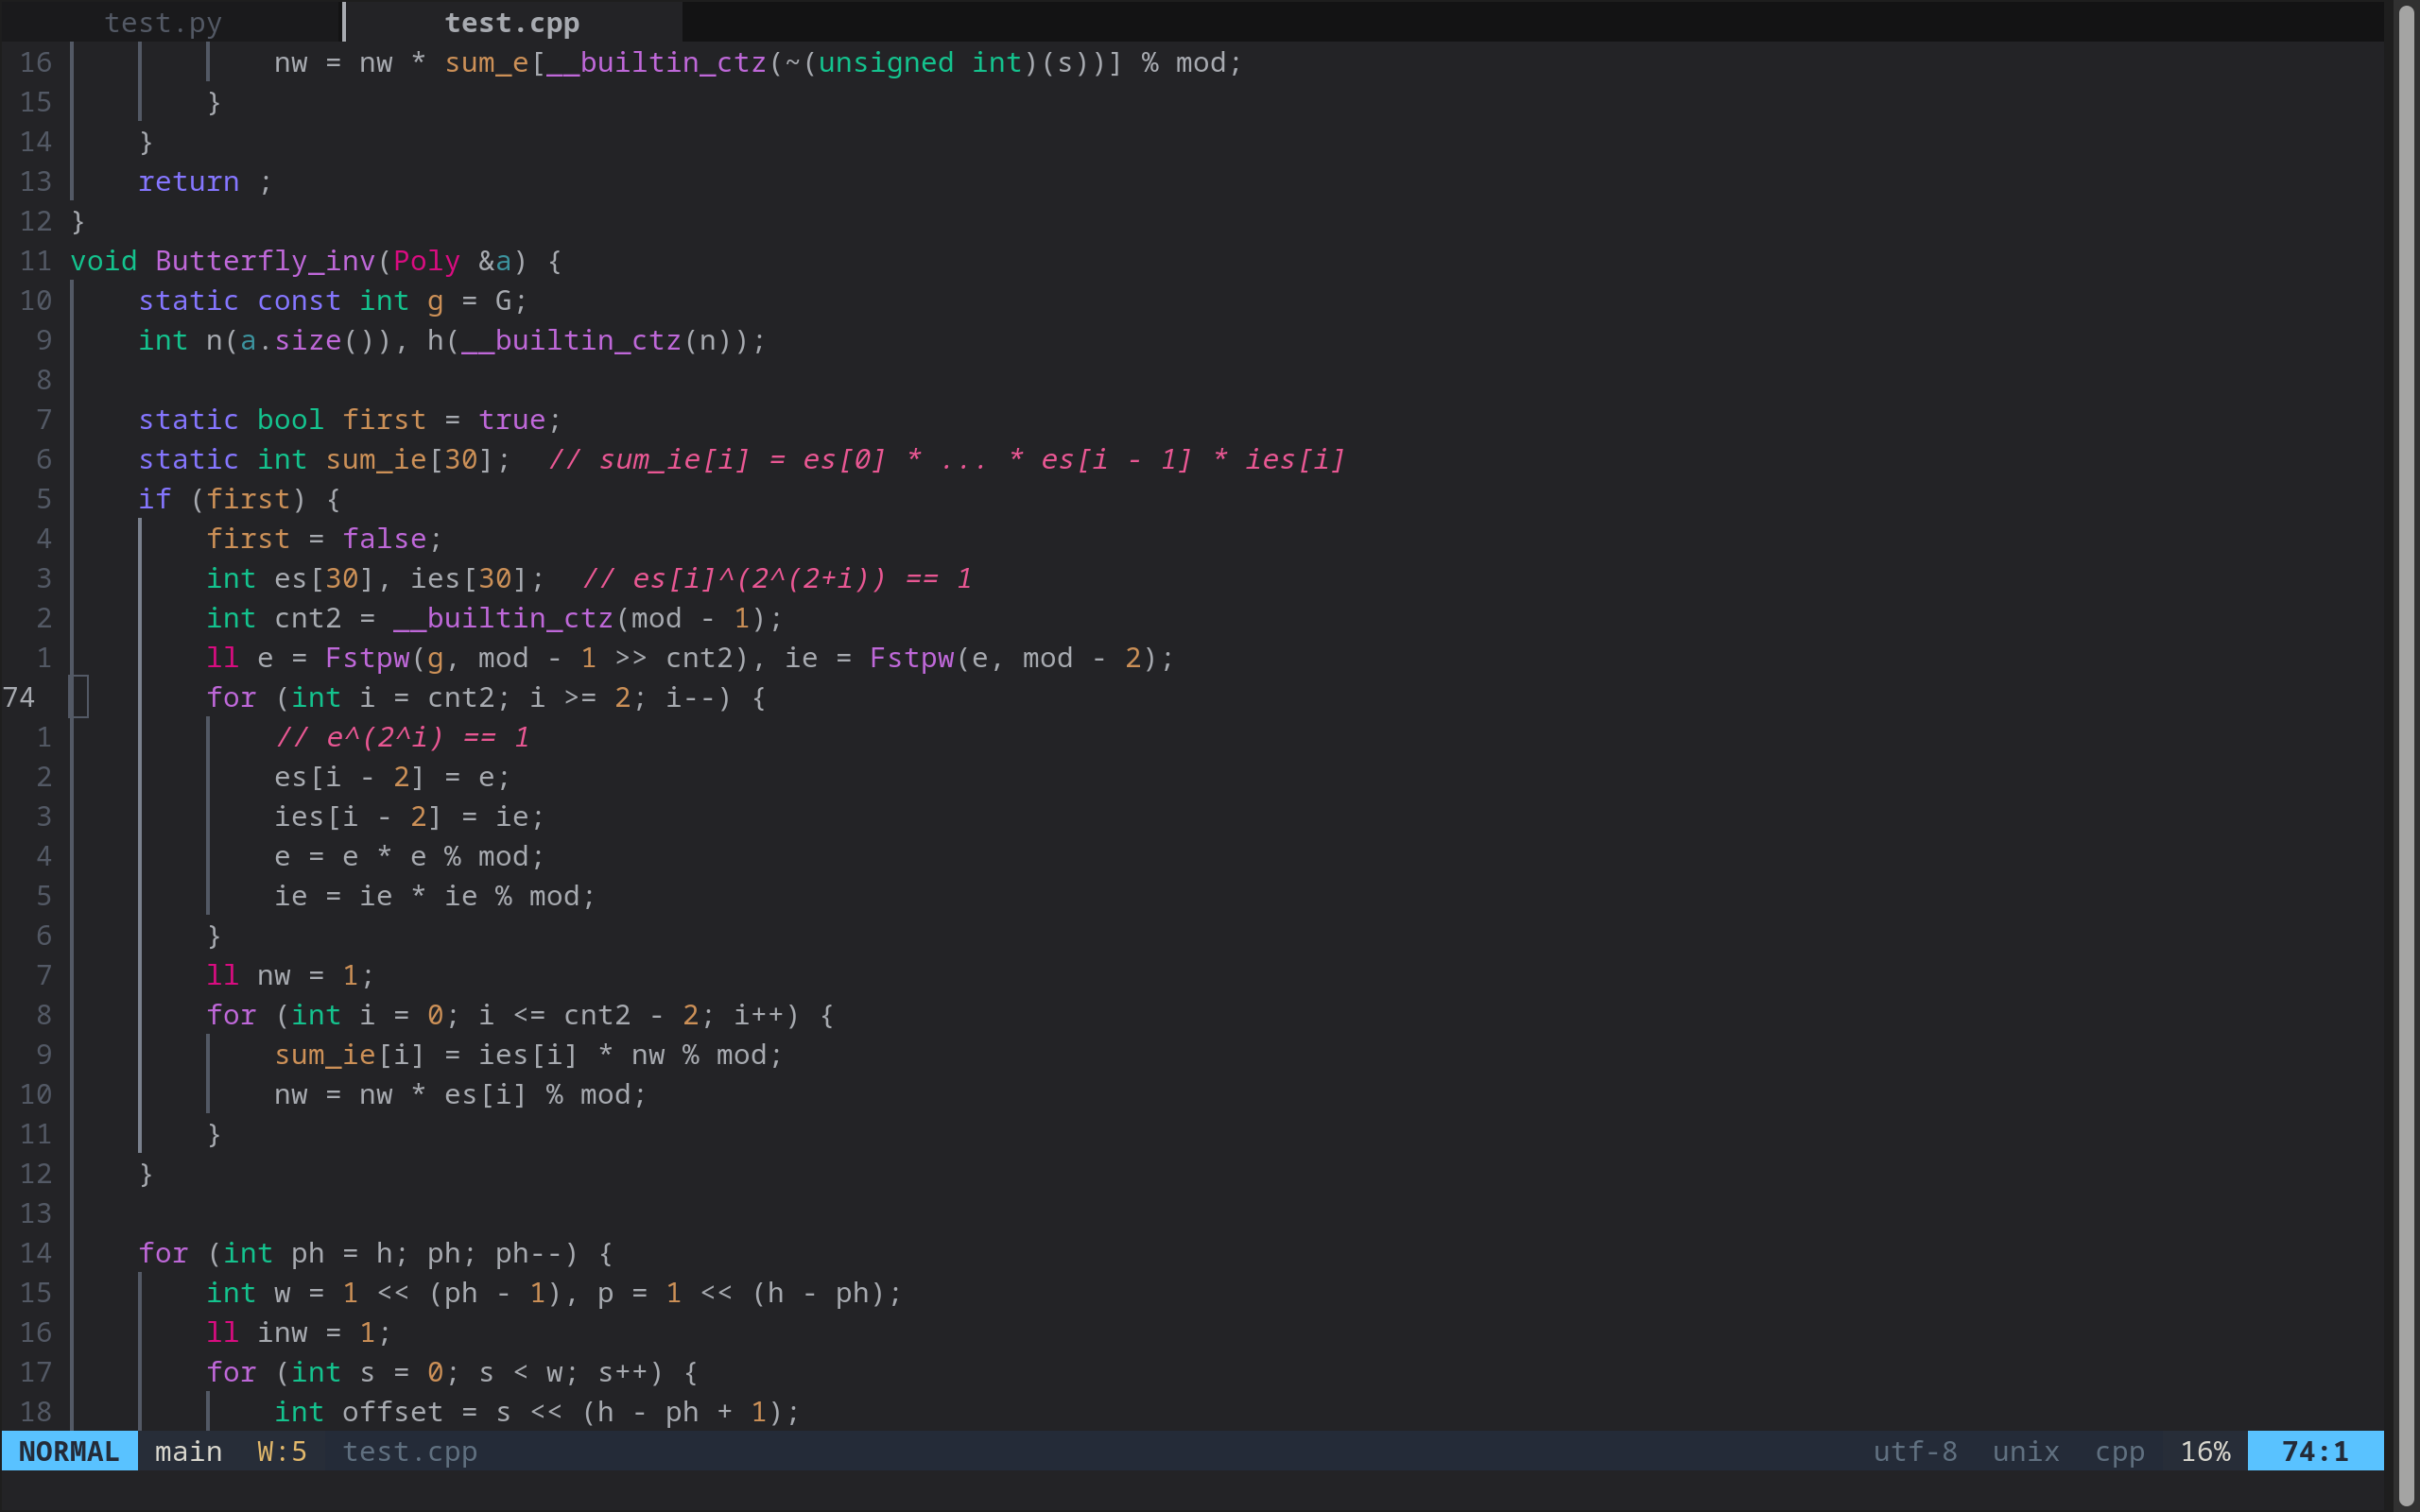 test.py test.cpp
16 nw = nw * sum_e[__builtin_ctz(~(unsigned int)(s))] % mod;
15 }
14 }
13 return ;
12 }
11 void Butterfly_inv(Poly &a) {
10 static const int g = G;
9 int n(a.size()), h(__builtin_ctz(n));
8
7 static bool first = true;
6 static int sum_ie[30];  // sum_ie[i] = es[0] * ... * es[i - 1] * ies[i]
5 if (first) {
4 first = false;
3 int es[30], ies[30];  // es[i]^(2^(2+i)) == 1
2 int cnt2 = __builtin_ctz(mod - 1);
1 ll e = Fstpw(g, mod - 1 >> cnt2), ie = Fstpw(e, mod - 2);
74 for (int i = cnt2; i >= 2; i--) {
1 // e^(2^i) == 1
2 es[i - 2] = e;
3 ies[i - 2] = ie;
4 e = e * e % mod;
5 ie = ie * ie % mod;
6 }
7 ll nw = 1;
8 for (int i = 0; i <= cnt2 - 2; i++) {
9 sum_ie[i] = ies[i] * nw % mod;
10 nw = nw * es[i] % mod;
11 }
12 }
13
14 for (int ph = h; ph; ph--) {
15 int w = 1 << (ph - 1), p = 1 << (h - ph);
16 ll inw = 1;
17 for (int s = 0; s < w; s++) {
18 int offset = s << (h - ph + 1);
NORMAL main W:5 test.cpp utf-8 unix cpp 16% 74:1